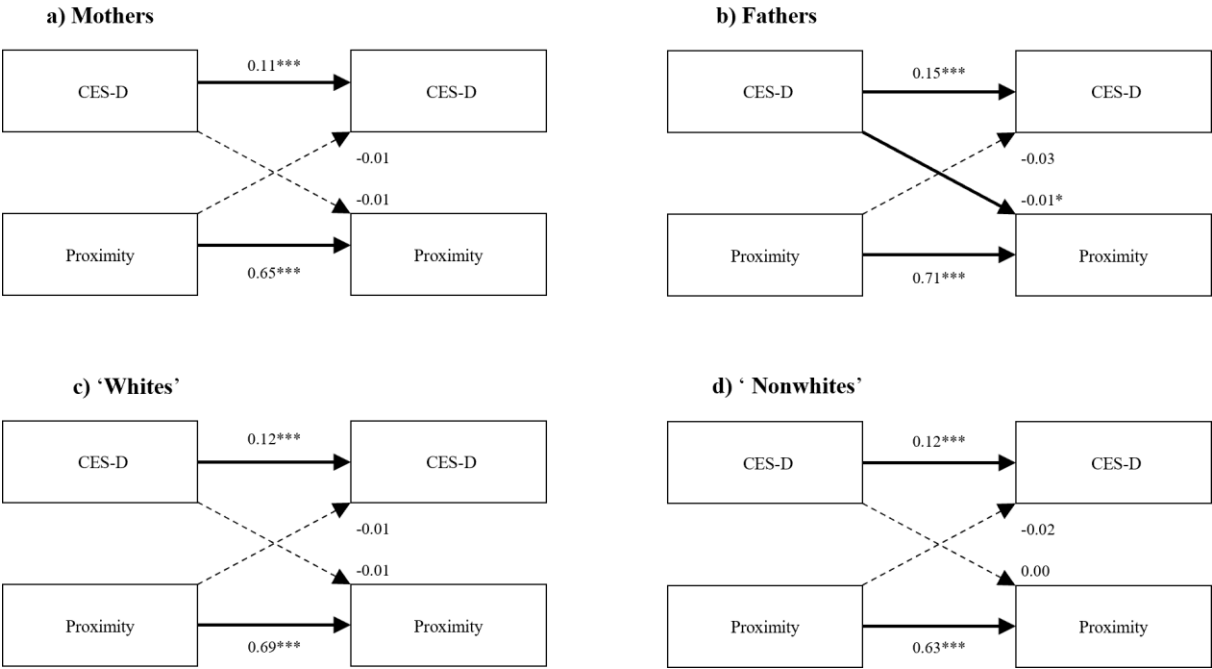 a) Mothers
CES-D
0.11***
CES-D
-0.01
-0.01
Proximity
0.65***
Proximity
b) Fathers
CES-D
0.15***
CES-D
-0.03
-0.01*
Proximity
0.71***
Proximity
c) ‘Whites’
CES-D
0.12***
CES-D
-0.01
-0.01
Proximity
0.69***
Proximity
d) ‘ Nonwhites’
CES-D
0.12***
CES-D
-0.02
0.00
Proximity
0.63***
Proximity